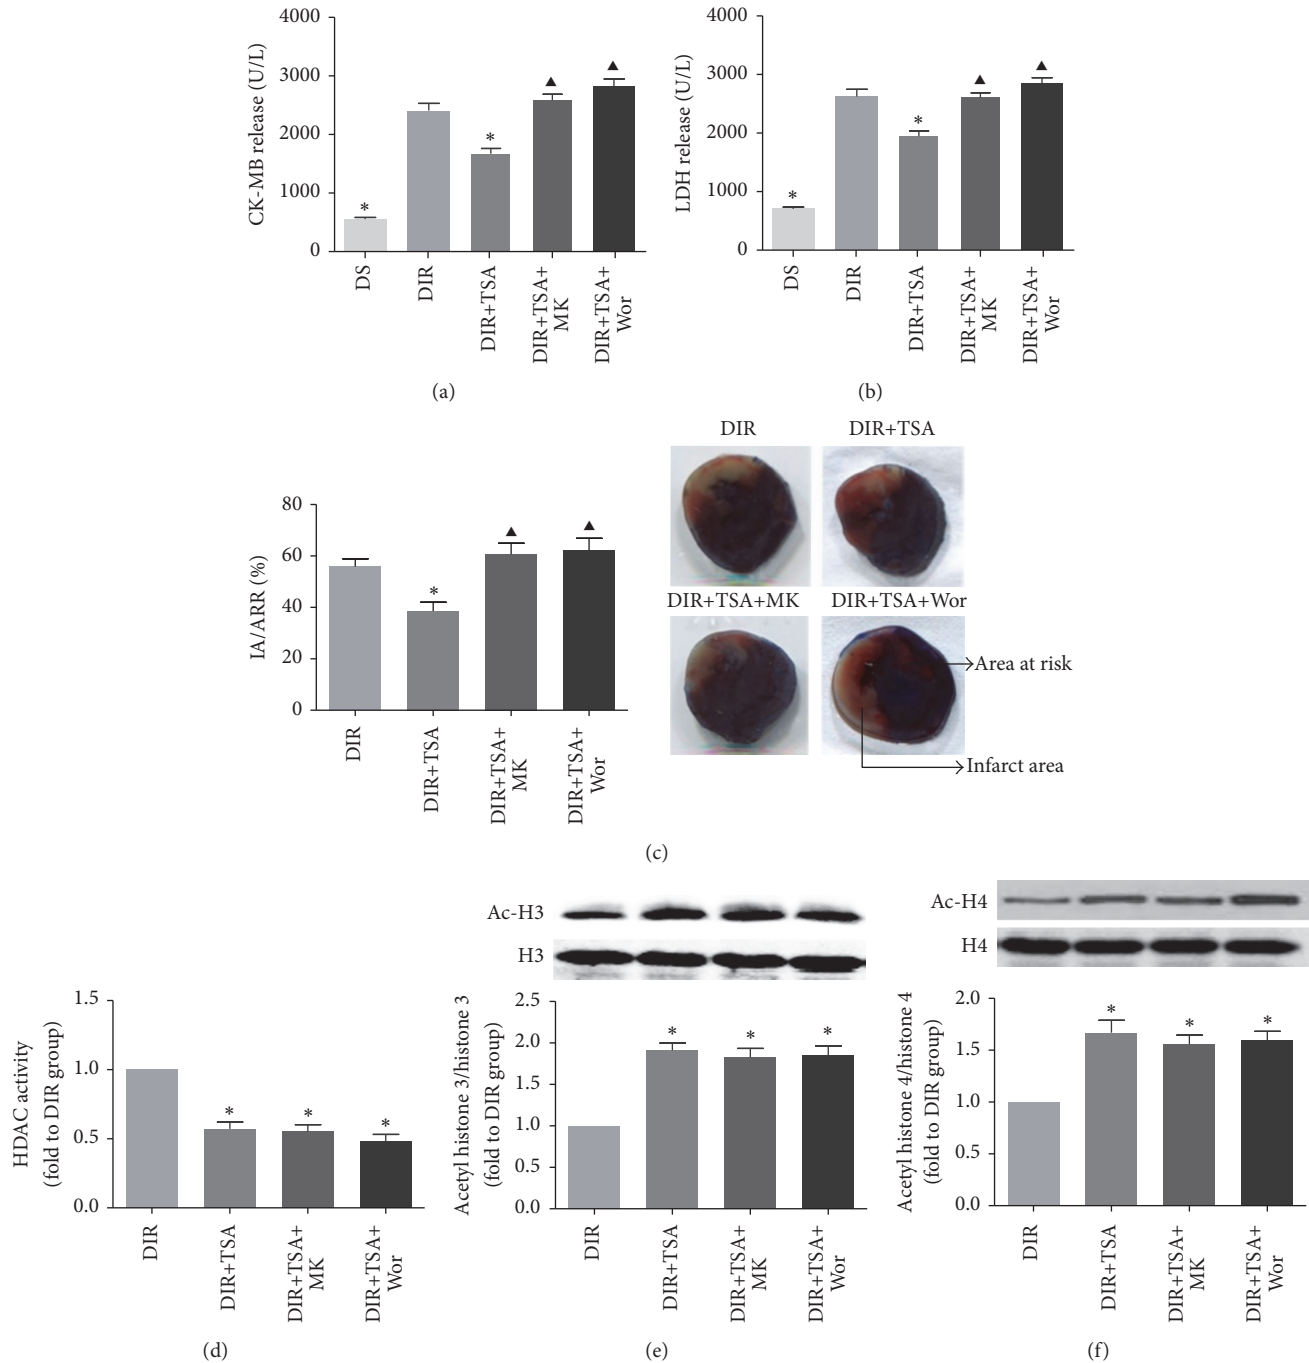 4000
3000
2000
1000
0
CK-MB release (U/L)
*
*
▲
▲
DS
DIR
DIR+TSA
DIR+TSA+
MK
DIR+TSA+
Wor
(a)
4000
3000
2000
1000
0
LDH release (U/L)
*
*
▲
▲
DS
DIR
DIR+TSA
DIR+TSA+
MK
DIR+TSA+
Wor
(b)
80
60
40
20
0
IA/ARR (%)
*
▲
▲
DIR
DIR+TSA
DIR+TSA+
MK
DIR+TSA+
Wor
DIR
DIR+TSA
DIR+TSA+MK
DIR+TSA+Wor
Area at risk
Infarct area
(c)
1.5
1.0
0.5
0.0
HDAC activity
(fold to DIR group)
*
*
*
DIR
DIR+TSA
DIR+TSA+
MK
DIR+TSA+
Wor
(d)
Ac-H3
H3
2.5
2.0
1.5
1.0
0.5
0.0
Acetyl histone 3/histone 3
(fold to DIR group)
*
*
*
DIR
DIR+TSA
DIR+TSA+
MK
DIR+TSA+
Wor
(e)
Ac-H4
H4
2.0
1.5
1.0
0.5
0.0
Acetyl histone 4/histone 4
(fold to DIR group)
*
*
*
DIR
DIR+TSA
DIR+TSA+
MK
DIR+TSA+
Wor
(f)